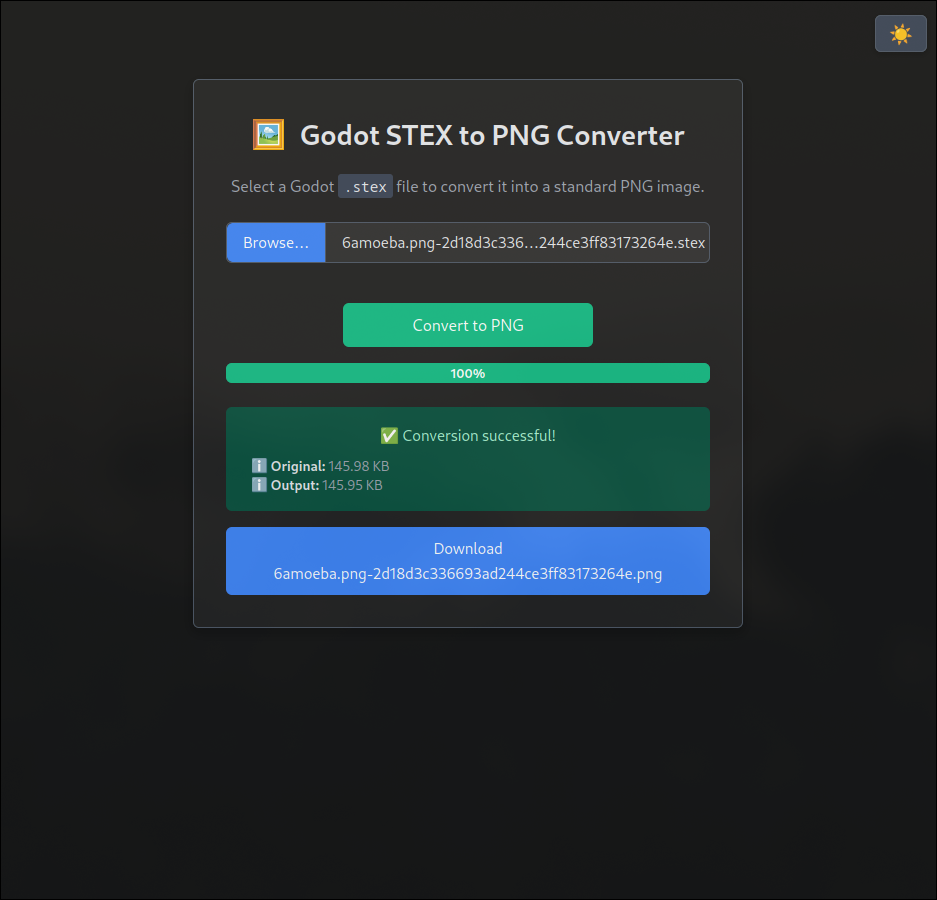 Godot STEX to PNG Converter
Select a Godot .stex file to convert it into a standard PNG image.
Browse… 6amoeba.png-2d18d3c336…244ce3ff83173264e.stex
Convert to PNG
100%
✅ Conversion successful!
ℹ️ Original: 145.98 KB
ℹ️ Output: 145.95 KB
Download
6amoeba.png-2d18d3c336693ad244ce3ff83173264e.png